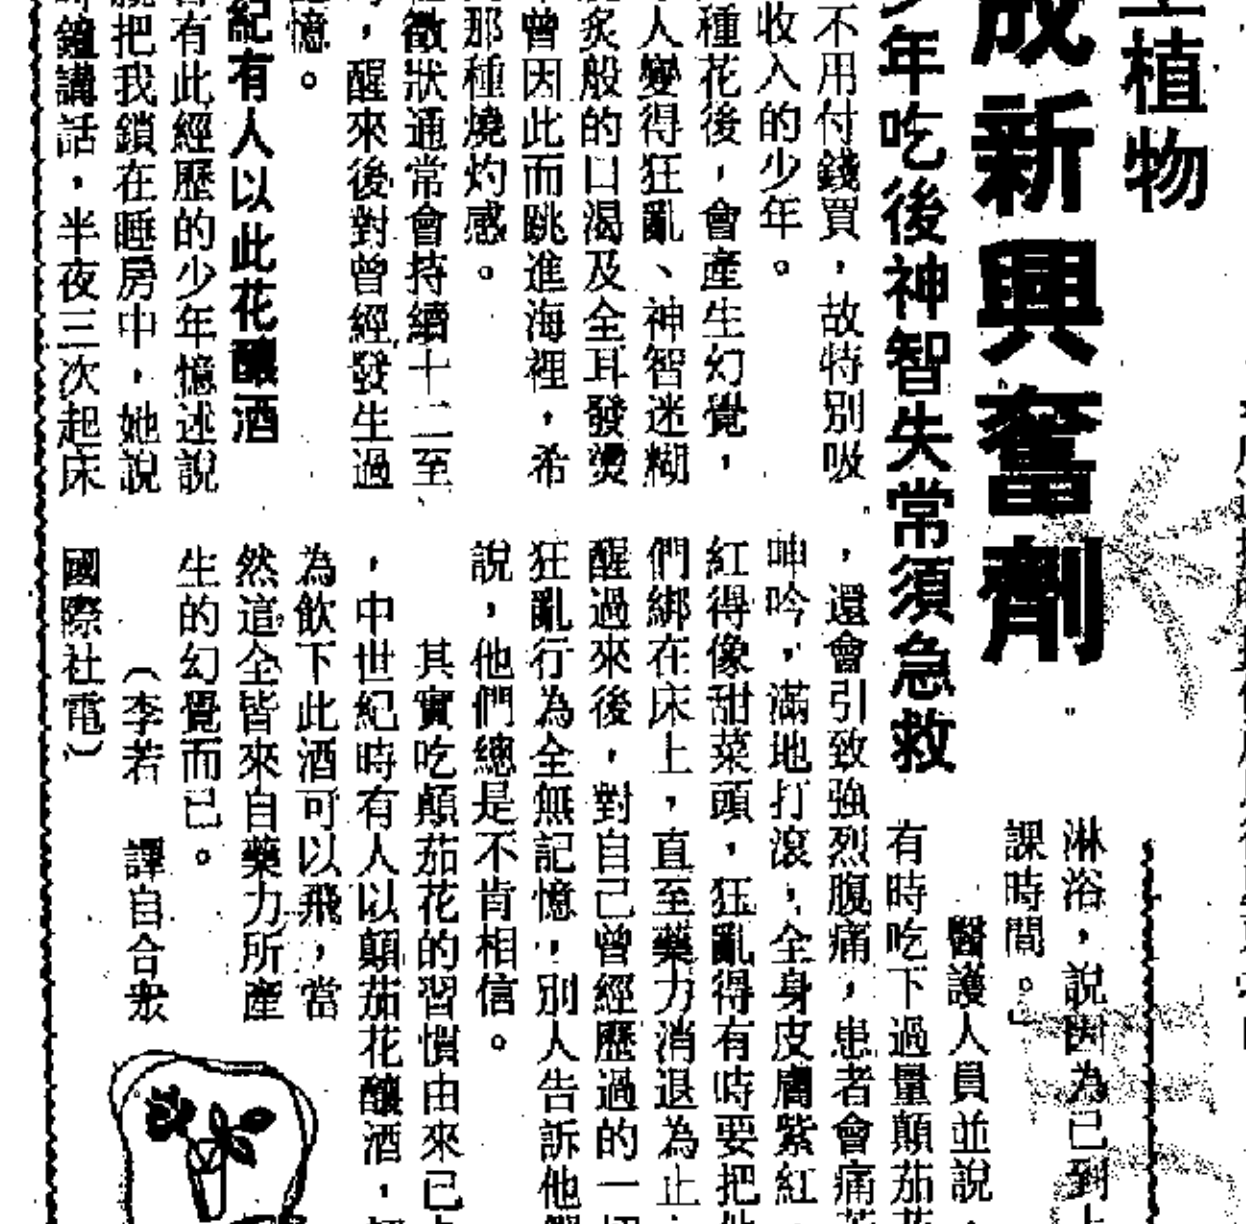 植物
成新興奮劑
年吃後神智失常須急救
不用付錢買，故特別吸
收入的少年。
種花後，會產生幻覺，
人變得狂亂、神智迷糊
炙般的口渴及全耳發燙
曾因此而跳進海裡，希
那種燒灼感。
徵狀通常會持續十二至
，醒來後對曾經發生過
憶。
紀有人以此花釀酒
有此經歷的少年憶述說
把我鎖在睡房中，她說
鐘講話，半夜三次起床
淋浴，說因為已到
課時間。」
醫護人員並說，
有時吃下過量顛茄
，還會引致強烈腹痛，患者會痛
呻吟，滿地打滾，全身皮膚紫紅，
紅得像甜菜頭，狂亂得有時要把
們綁在床上，直至藥力消退為止
醒過來後，對自己曾經歷過的一
狂亂行為全無記憶，別人告訴他
說，他們總是不肯相信。
其實吃顛茄花的習慣由來已
，中世紀時有人以顛茄花釀酒，
為飲下此酒可以飛，當
然這全皆來自藥力所產
生的幻覺而已。
（李若　譯自合衆
國際社電）